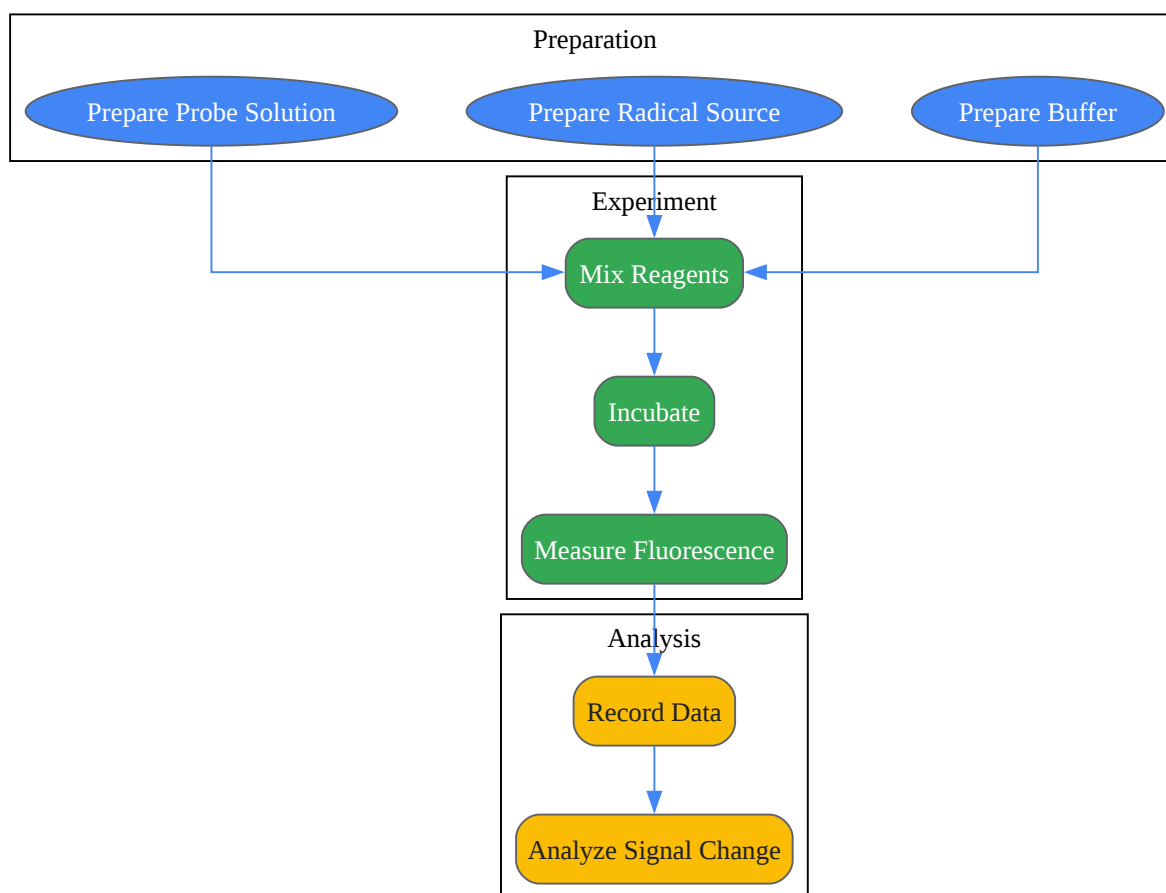 Preparation
Prepare Probe Solution
Prepare Radical Source
Prepare Buffer
Experiment
Mix Reagents
Incubate
Measure Fluorescence
Analysis
Record Data
Analyze Signal Change